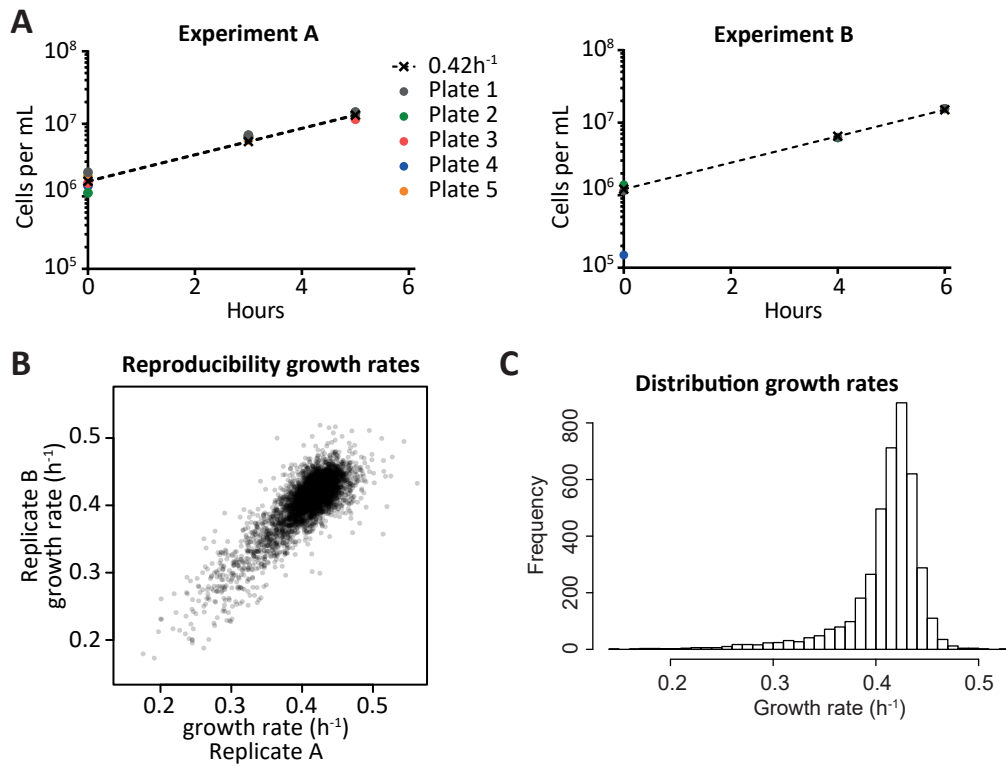 A
Experiment A
10⁸
10⁷
10⁶
10⁵
Cells per mL
0
2
4
6
Hours
0.42h⁻¹
Plate 1
Plate 2
Plate 3
Plate 4
Plate 5
Experiment B
10⁸
10⁷
10⁶
10⁵
Cells per mL
0
2
4
6
Hours
B
Reproducibility growth rates
0.5
0.4
0.3
0.2
Replicate B
growth rate (h⁻¹)
0.2
0.3
0.4
0.5
growth rate (h⁻¹)
Replicate A
C
Distribution growth rates
800
600
400
200
0
Frequency
0.2
0.3
0.4
0.5
Growth rate (h⁻¹)